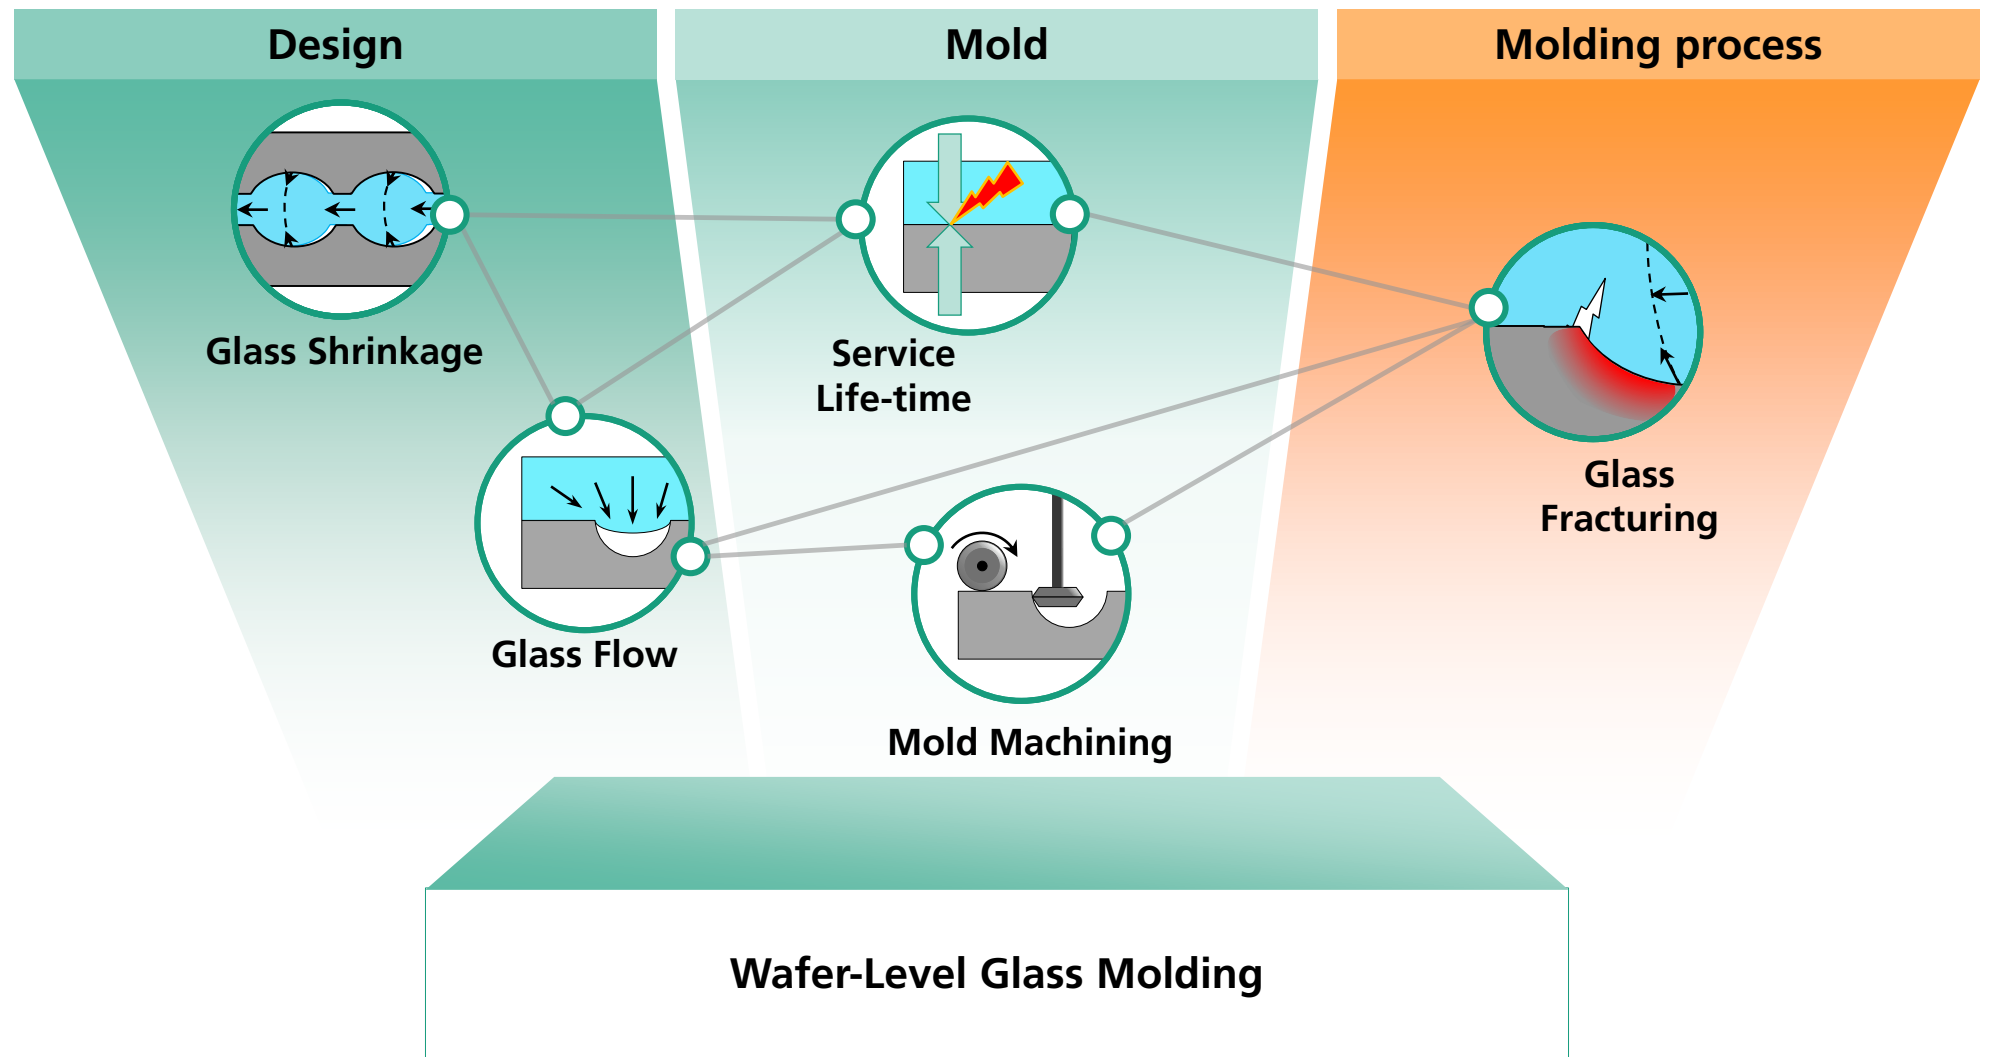 Design
Mold
Molding process
Glass Shrinkage
Service
Life-time
Glass
Fracturing
Glass Flow
Mold Machining
Wafer-Level Glass Molding